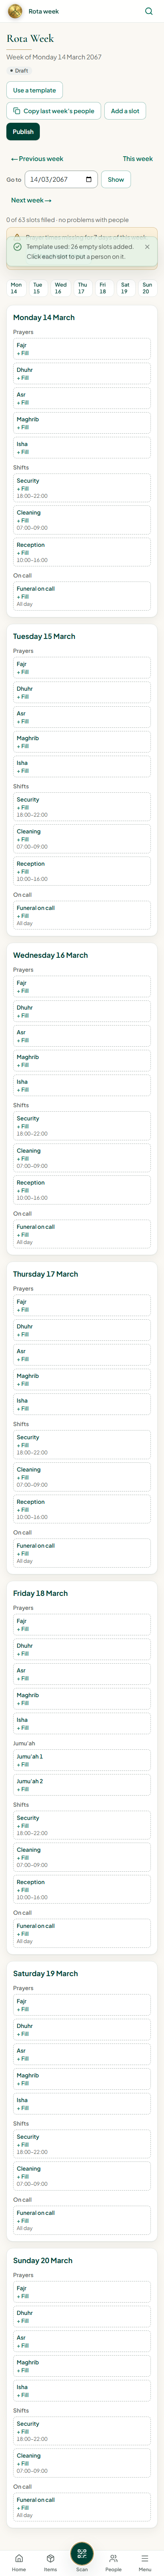 Rota week
Rota Week
Week of Monday 14 March 2067
Draft
Use a template
Copy last week's people
Add a slot
Publish
← Previous week
This week
Go to
14/03/2067
Show
Next week →
0 of 63 slots filled · no problems with people
Template used: 26 empty slots added.
Click each slot to put a person on it.
Mon
14
Tue
15
Wed
16
Thu
17
Fri
18
Sat
19
Sun
20
Monday 14 March
Prayers
Fajr
+ Fill
Dhuhr
+ Fill
Asr
+ Fill
Maghrib
+ Fill
Isha
+ Fill
Shifts
Security
+ Fill
18:00–22:00
Cleaning
+ Fill
07:00–09:00
Reception
+ Fill
10:00–16:00
On call
Funeral on call
+ Fill
All day
Tuesday 15 March
Prayers
Fajr
+ Fill
Dhuhr
+ Fill
Asr
+ Fill
Maghrib
+ Fill
Isha
+ Fill
Shifts
Security
+ Fill
18:00–22:00
Cleaning
+ Fill
07:00–09:00
Reception
+ Fill
10:00–16:00
On call
Funeral on call
+ Fill
All day
Wednesday 16 March
Prayers
Fajr
+ Fill
Dhuhr
+ Fill
Asr
+ Fill
Maghrib
+ Fill
Isha
+ Fill
Shifts
Security
+ Fill
18:00–22:00
Cleaning
+ Fill
07:00–09:00
Reception
+ Fill
10:00–16:00
On call
Funeral on call
+ Fill
All day
Thursday 17 March
Prayers
Fajr
+ Fill
Dhuhr
+ Fill
Asr
+ Fill
Maghrib
+ Fill
Isha
+ Fill
Shifts
Security
+ Fill
18:00–22:00
Cleaning
+ Fill
07:00–09:00
Reception
+ Fill
10:00–16:00
On call
Funeral on call
+ Fill
All day
Friday 18 March
Prayers
Fajr
+ Fill
Dhuhr
+ Fill
Asr
+ Fill
Maghrib
+ Fill
Isha
+ Fill
Jumu'ah
Jumu'ah 1
+ Fill
Jumu'ah 2
+ Fill
Shifts
Security
+ Fill
18:00–22:00
Cleaning
+ Fill
07:00–09:00
Reception
+ Fill
10:00–16:00
On call
Funeral on call
+ Fill
All day
Saturday 19 March
Prayers
Fajr
+ Fill
Dhuhr
+ Fill
Asr
+ Fill
Maghrib
+ Fill
Isha
+ Fill
Shifts
Security
+ Fill
18:00–22:00
Cleaning
+ Fill
07:00–09:00
On call
Funeral on call
+ Fill
All day
Sunday 20 March
Prayers
Fajr
+ Fill
Dhuhr
+ Fill
Asr
+ Fill
Maghrib
+ Fill
Isha
+ Fill
Shifts
Security
+ Fill
18:00–22:00
Cleaning
+ Fill
07:00–09:00
On call
Funeral on call
+ Fill
All day
Home
Items
Scan
People
Menu